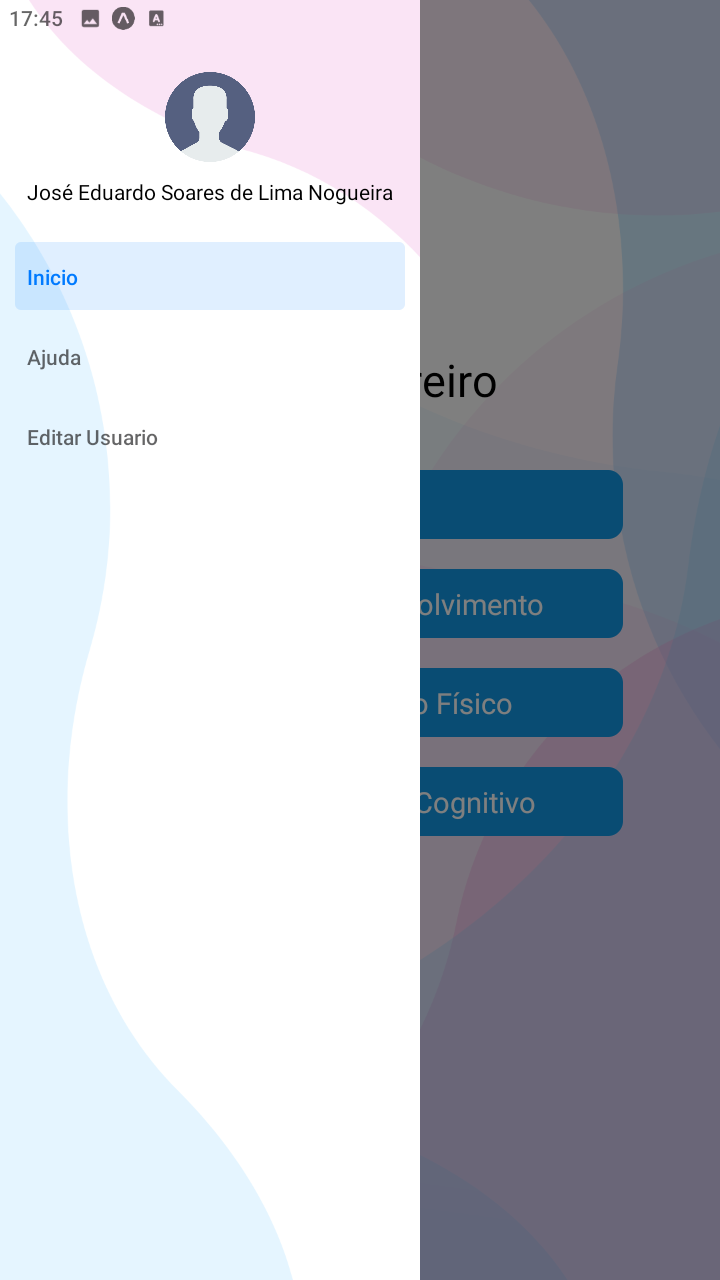 17:45
José Eduardo Soares de Lima Nogueira
Inicio
Ajuda
Editar Usuario
reiro
olvimento
o Físico
Cognitivo